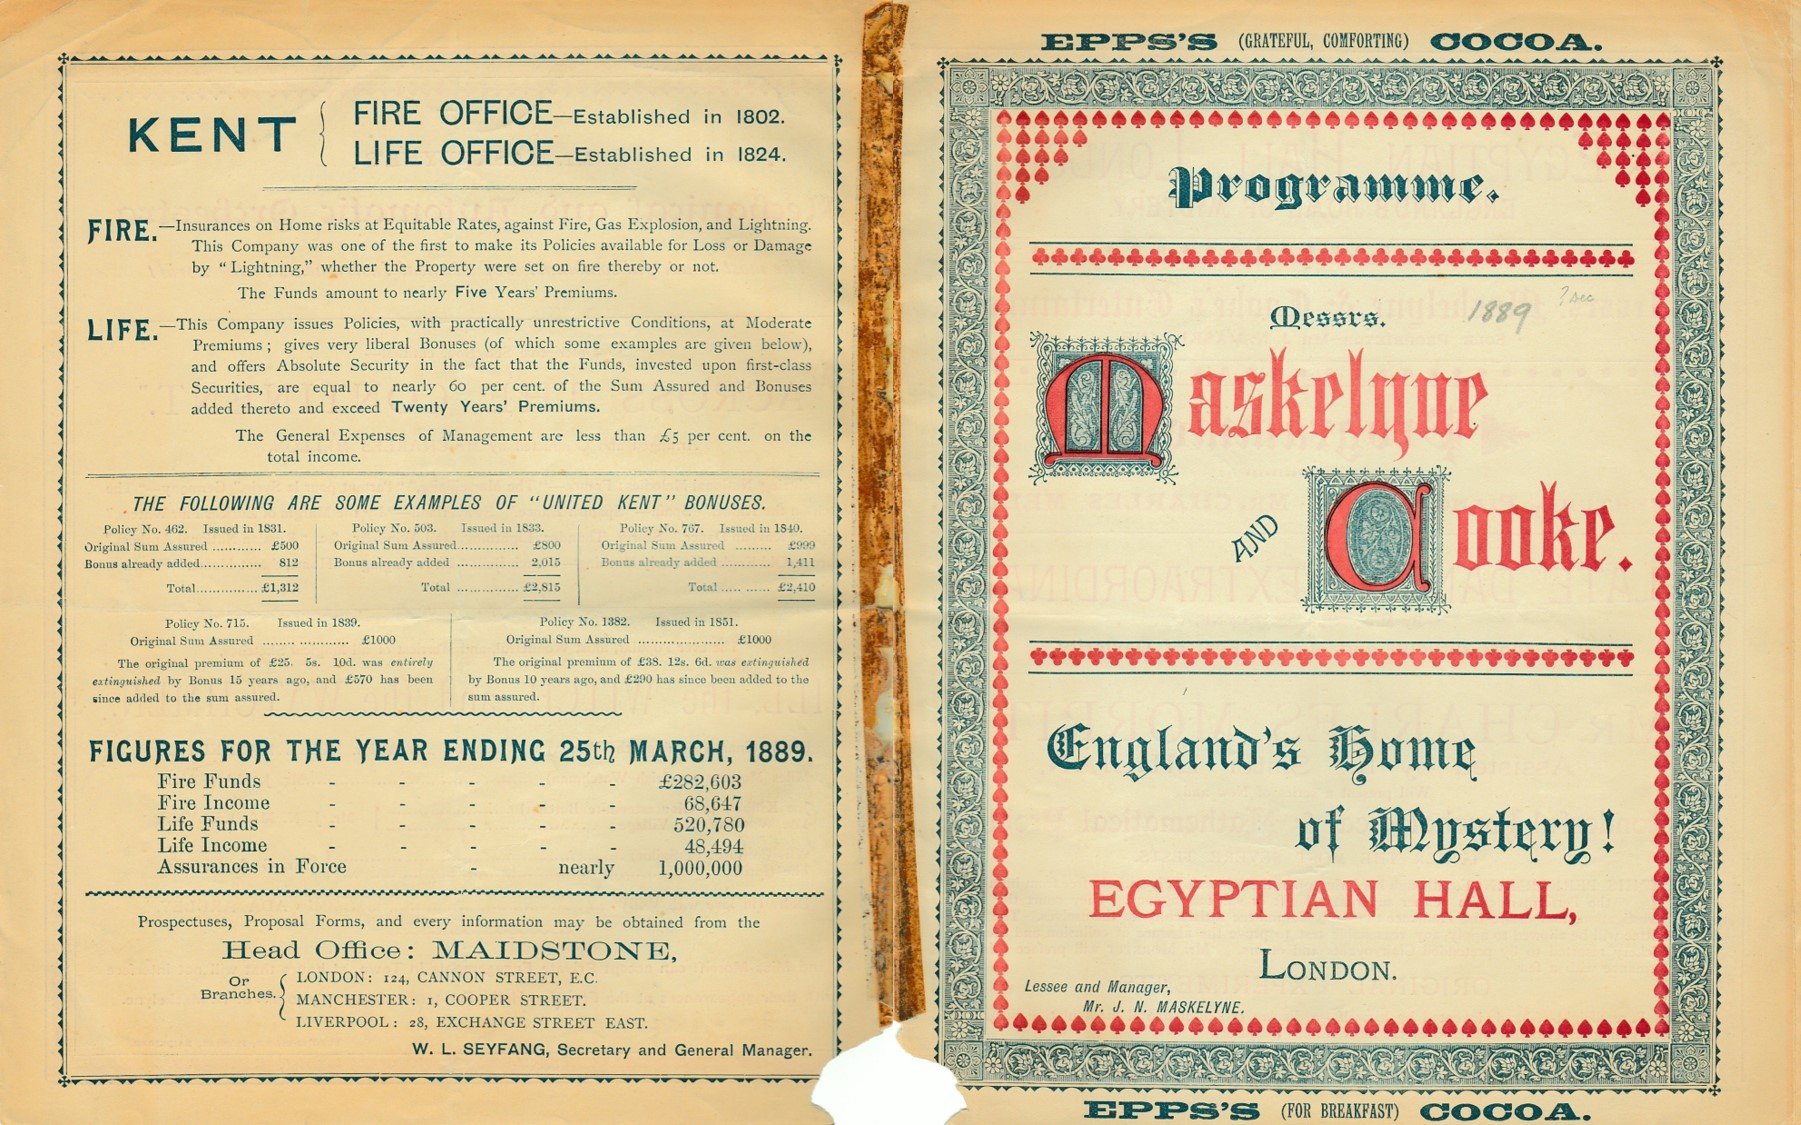 KENT { FIRE OFFICE—Established in 1802.
LIFE OFFICE—Established in 1824.
FIRE.—Insurances on Home risks at Equitable Rates, against Fire, Gas Explosion, and Lightning.
This Company was one of the first to make its Policies available for Loss or Damage
by "Lightning," whether the Property were set on fire thereby or not.
The Funds amount to nearly Five Years' Premiums.
LIFE.—This Company issues Policies, with practically unrestrictive Conditions, at Moderate
Premiums; gives very liberal Bonuses (of which some examples are given below),
and offers Absolute Security in the fact that the Funds, invested upon first-class
Securities, are equal to nearly 60 per cent. of the Sum Assured and Bonuses
added thereto and exceed Twenty Years' Premiums.
The General Expenses of Management are less than £5 per cent. on the
total income.
THE FOLLOWING ARE SOME EXAMPLES OF "UNITED KENT" BONUSES.
Policy No. 462. Issued in 1831.
Original Sum Assured ............ £500
Bonus already added.............. 812
Total............... £1,312
Policy No. 503. Issued in 1833.
Original Sum Assured.............. £800
Bonus already added .............. 2,015
Total .............. £2,815
Policy No. 767. Issued in 1840.
Original Sum Assured ......... £999
Bonus already added ............ 1,411
Total ..... ...... £2,410
Policy No. 715. Issued in 1839.
Original Sum Assured ........ ............ £1000
The original premium of £25. 5s. 10d. was entirely
extinguished by Bonus 15 years ago, and £570 has been
since added to the sum assured.
Policy No. 1382. Issued in 1851.
Original Sum Assured ..................... £1000
The original premium of £38. 12s. 6d. was extinguished
by Bonus 10 years ago, and £290 has since been added to the
sum assured.
FIGURES FOR THE YEAR ENDING 25th MARCH, 1889.
Fire Funds - - - - - £282,603
Fire Income - - - - - 68,647
Life Funds - - - - - 520,780
Life Income - - - - - 48,494
Assurances in Force - nearly 1,000,000
Prospectuses, Proposal Forms, and every information may be obtained from the
Head Office: MAIDSTONE,
Or Branches. { LONDON: 124, CANNON STREET, E.C.
MANCHESTER: 1, COOPER STREET.
LIVERPOOL: 28, EXCHANGE STREET EAST.
W. L. SEYFANG, Secretary and General Manager.
EPPS'S (GRATEFUL, COMFORTING) COCOA.
Programme.
Messrs. 1889 ? Dec
Maskelyne
AND Cooke.
England's Home
of Mystery!
EGYPTIAN HALL,
LONDON.
Lessee and Manager,
Mr. J. N. MASKELYNE.
EPPS'S (FOR BREAKFAST) COCOA.